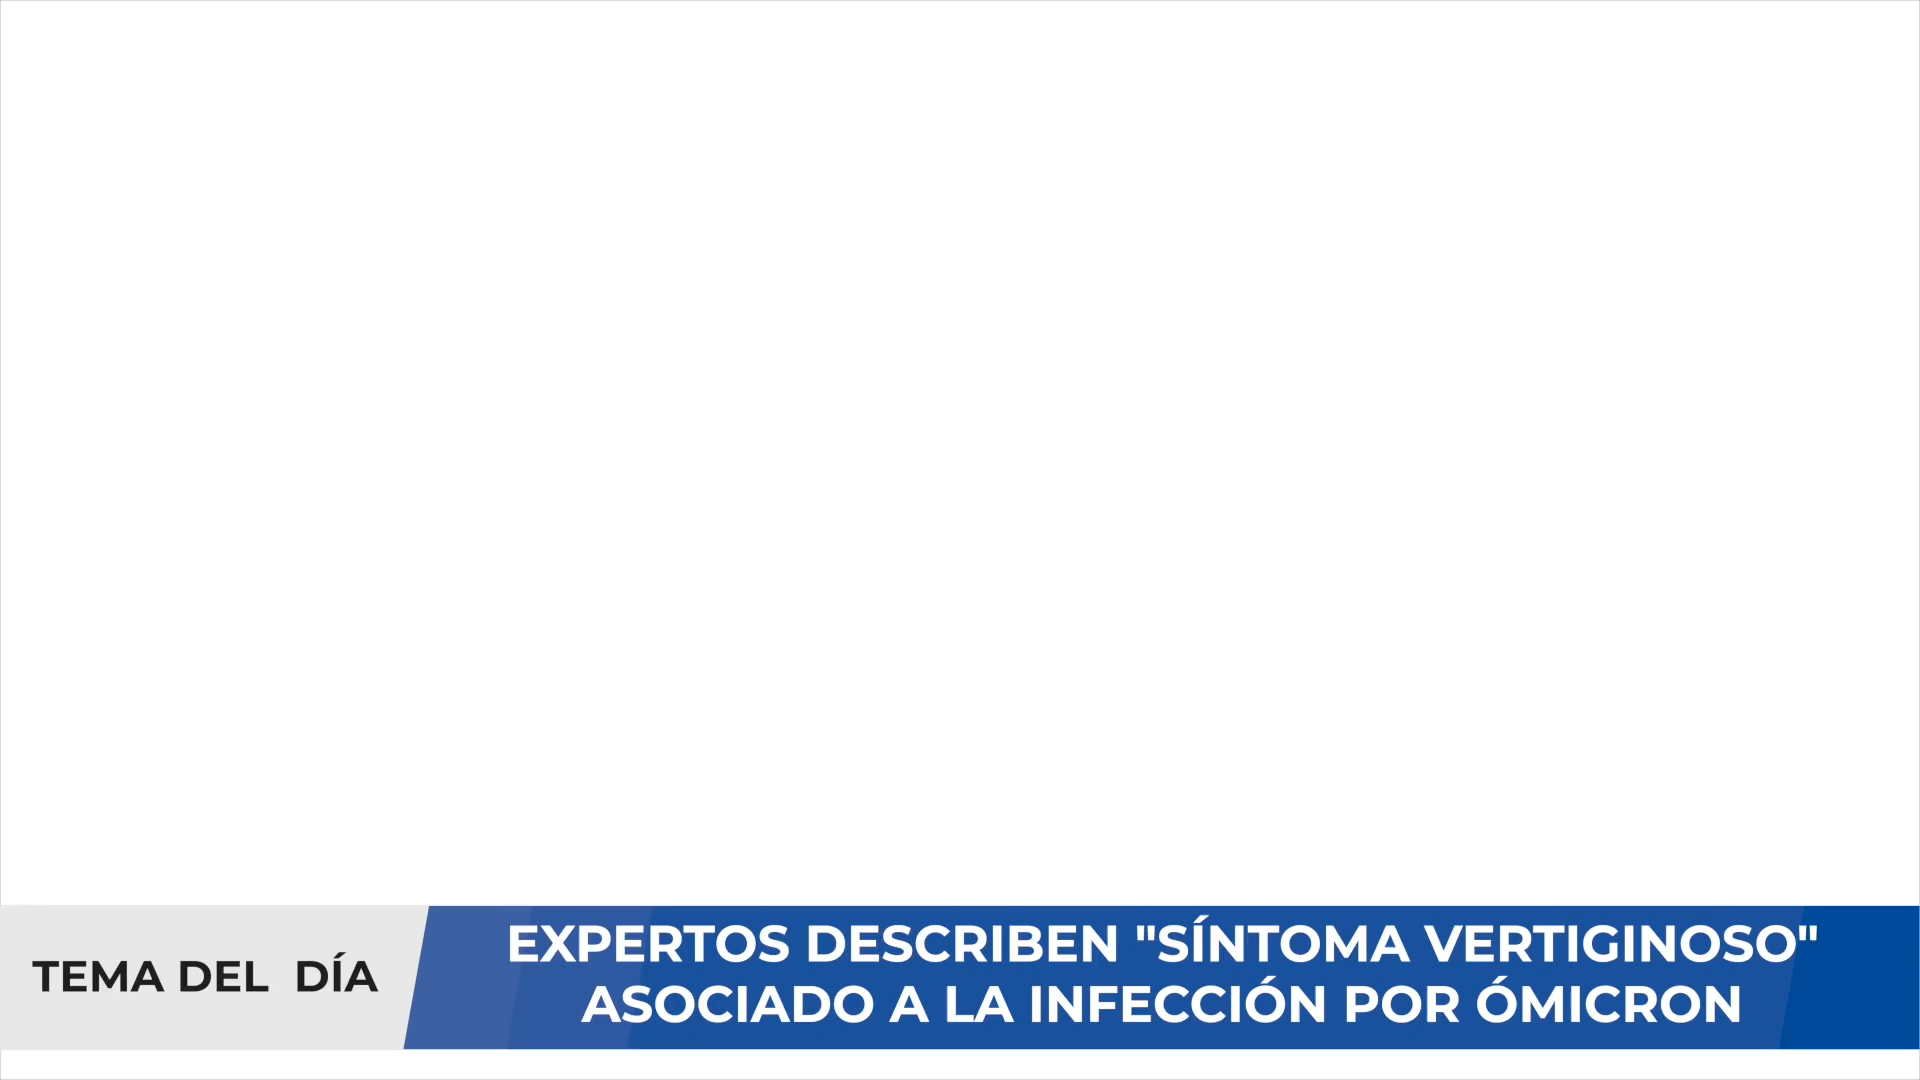 TEMA DEL DÍA
EXPERTOS DESCRIBEN "SÍNTOMA VERTIGINOSO"
ASOCIADO A LA INFECCIÓN POR ÓMICRON